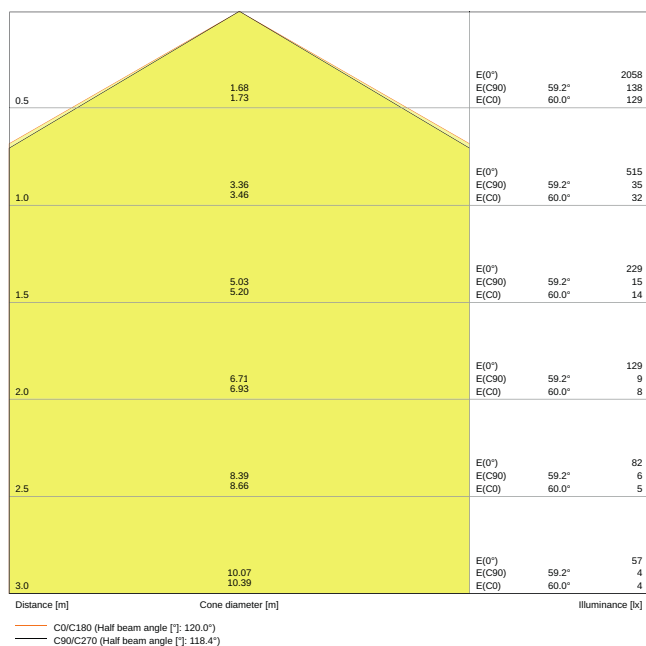 E(0°) 2058
1.68 E(C90) 59.2° 138
0.5 1.73 E(C0) 60.0° 129
E(0°) 515
3.36 E(C90) 59.2° 35
1.0 3.46 E(C0) 60.0° 32
E(0°) 229
5.03 E(C90) 59.2° 15
1.5 5.20 E(C0) 60.0° 14
E(0°) 129
6.71 E(C90) 59.2° 9
2.0 6.93 E(C0) 60.0° 8
E(0°) 82
8.39 E(C90) 59.2° 6
2.5 8.66 E(C0) 60.0° 5
E(0°) 57
10.07 E(C90) 59.2° 4
3.0 10.39 E(C0) 60.0° 4
Distance [m] Cone diameter [m] Illuminance [lx]
C0/C180 (Half beam angle [°]: 120.0°)
C90/C270 (Half beam angle [°]: 118.4°)